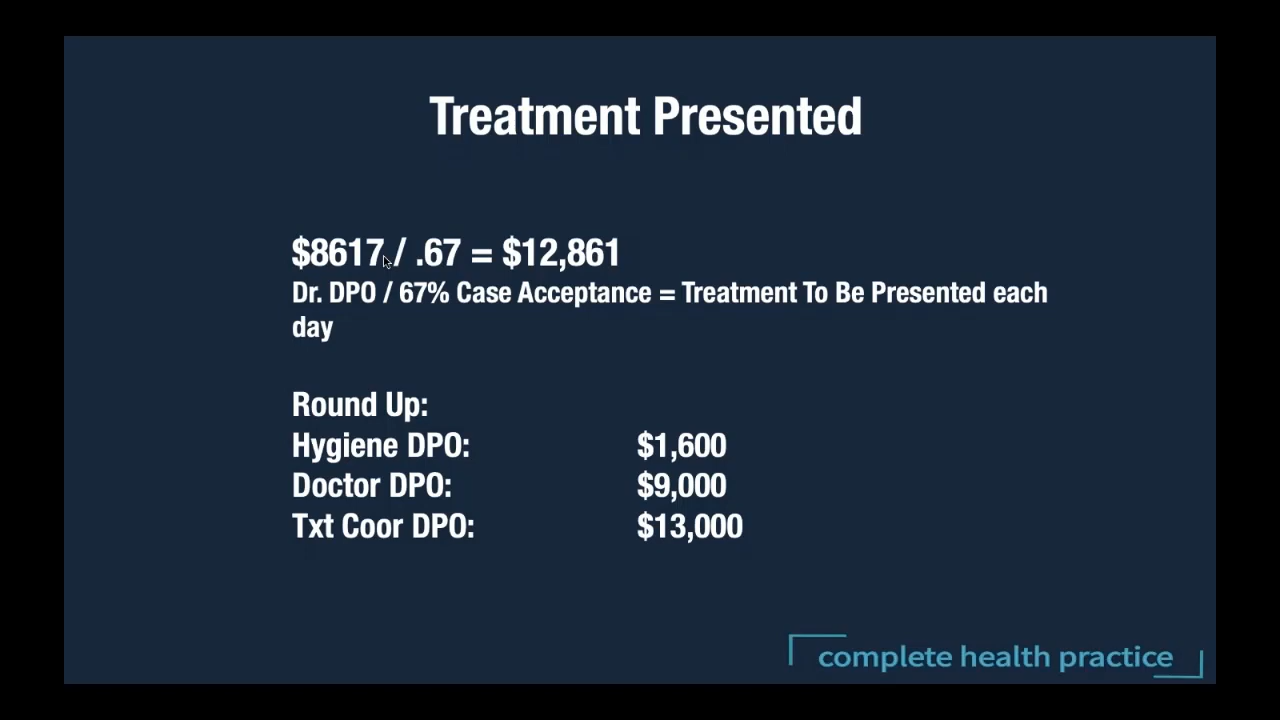 Treatment Presented
$8617 / .67 = $12,861
Dr. DPO / 67% Case Acceptance = Treatment To Be Presented each
day
Round Up:
Hygiene DPO: $1,600
Doctor DPO: $9,000
Txt Coor DPO: $13,000
complete health practice